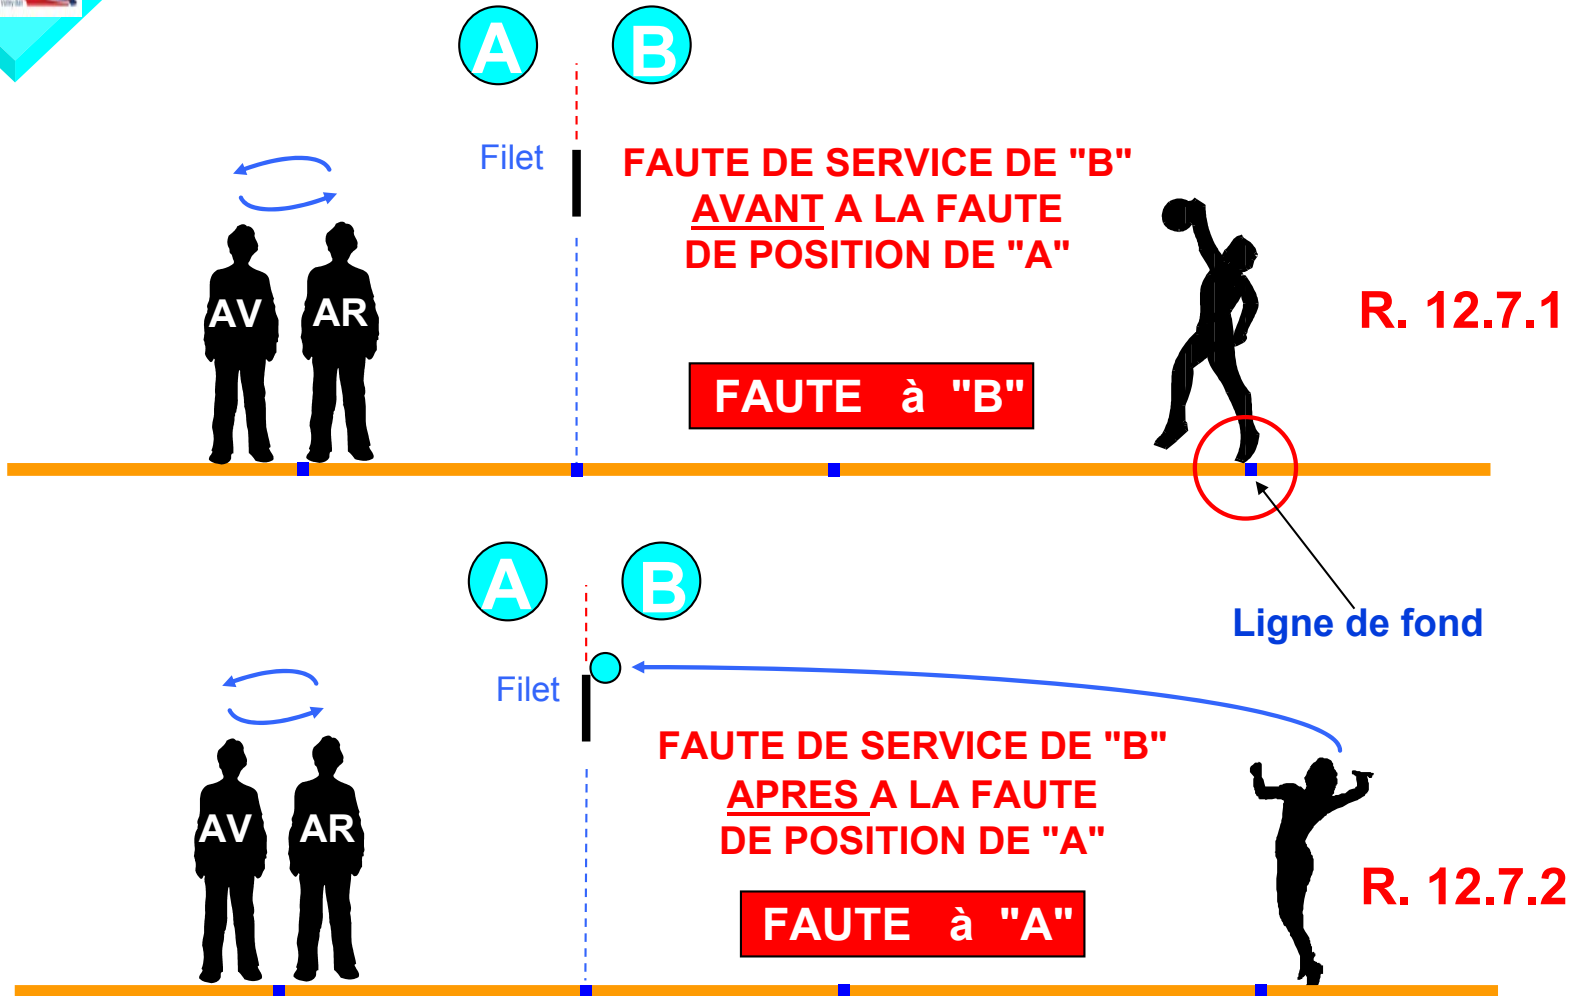 A B
Filet
FAUTE DE SERVICE DE "B"
AVANT A LA FAUTE
DE POSITION DE "A"
AV AR
R. 12.7.1
FAUTE à "B"
A B
Ligne de fond
Filet
FAUTE DE SERVICE DE "B"
APRES A LA FAUTE
DE POSITION DE "A"
AV AR
R. 12.7.2
FAUTE à "A"